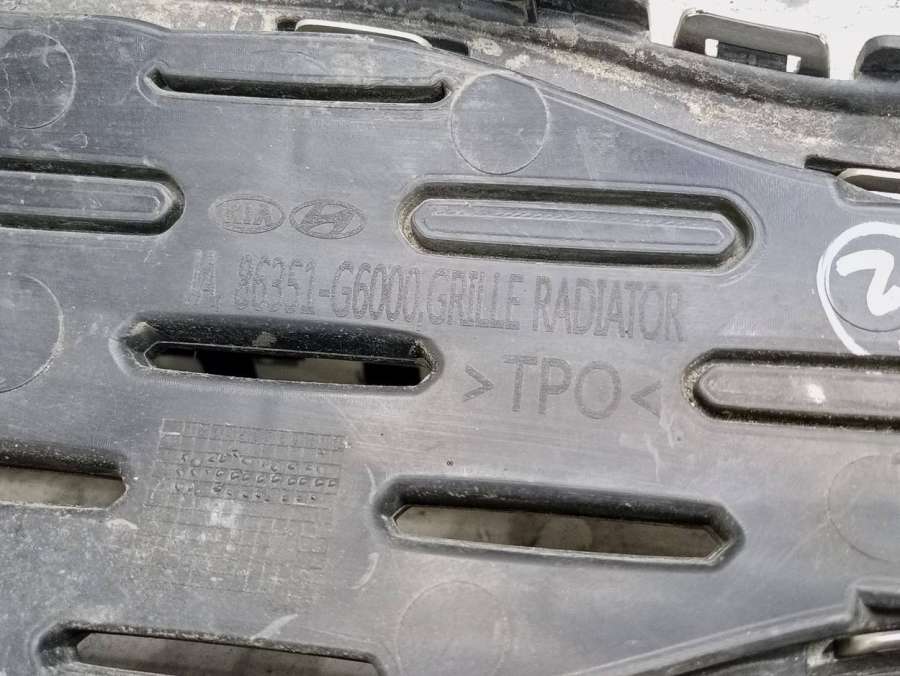 KIA
JA 86351-G6000,GRILLE RADIATOR
>TPO<